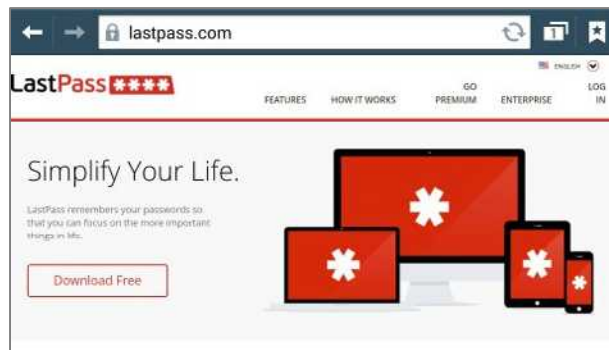 lastpass.com
1
ENGLISH
LastPass ****
FEATURES
HOW IT WORKS
GO
PREMIUM
ENTERPRISE
LOG
IN
Simplify Your Life.
LastPass remembers your passwords so
that you can focus on the more important
things in life.
Download Free